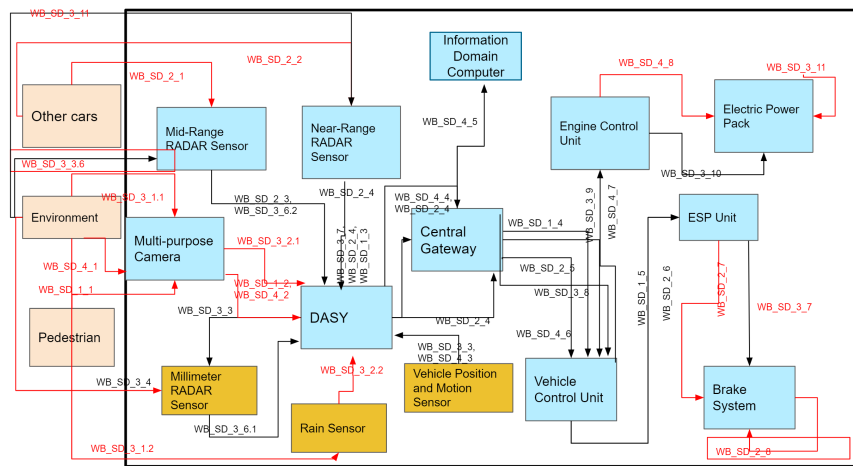 WB_SD_3_11
WB_SD_2_2
WB_SD_2_1
Information
Domain
Computer
WB_SD_4_8
WB_SD_3_11
Other cars
Mid-Range
RADAR Sensor
Near-Range
RADAR
Sensor
WB_SD_4_5
Engine Control
Unit
Electric Power
Pack
WB_SD_3_3.6
WB_SD_3_10
WB_SD_3_1.1
WB_SD_2_3,
WB_SD_3_6.2
WB_SD_2_4
WB_SD_4_4,
WB_SD_2_4
WB_SD_3_9
WB_SD_4_7
Environment
Multi-purpose
Camera
WB_SD_3_2.1
WB_SD_3_7,
WB_SD_2_4,
WB_SD_1_3
Central
Gateway
WB_SD_1_4
ESP Unit
WB_SD_4_1
WB_SD_1_1
WB_SD_1_2,
WB_SD_4_2
WB_SD_2_5
WB_SD_3_8
WB_SD_1_5
WB_SD_2_6
WB_SD_2_7
WB_SD_3_7
Pedestrian
WB_SD_3_3
DASY
WB_SD_2_4
WB_SD_4_6
WB_SD_3_3,
WB_SD_4_3
WB_SD_3_4
Millimeter
RADAR
Sensor
WB_SD_3_2.2
Vehicle Position
and Motion
Sensor
Vehicle
Control Unit
Brake
System
WB_SD_3_6.1
Rain Sensor
WB_SD_3_1.2
WB_SD_2_8